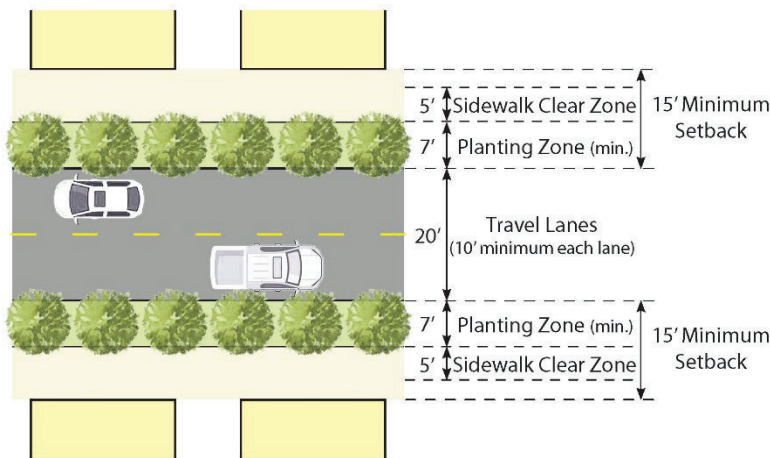 5' Sidewalk Clear Zone
15' Minimum
Setback
7' Planting Zone (min.)
20'
Travel Lanes
(10' minimum each lane)
7' Planting Zone (min.)
15' Minimum
Setback
5' Sidewalk Clear Zone